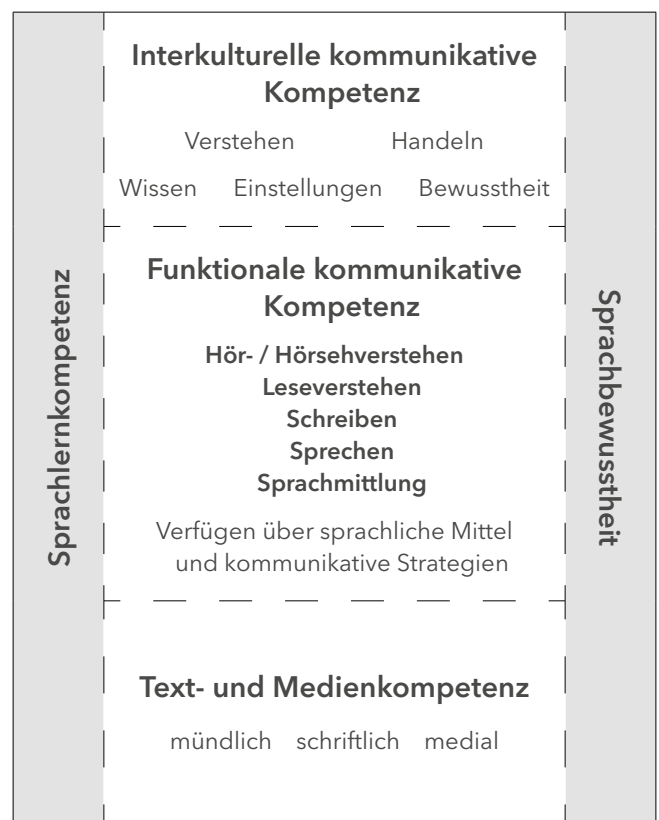 Sprachlernkompetenz
Interkulturelle kommunikative
Kompetenz
Verstehen Handeln
Wissen Einstellungen Bewusstheit
Funktionale kommunikative
Kompetenz
Hör- / Hörsehverstehen
Leseverstehen
Schreiben
Sprechen
Sprachmittlung
Verfügen über sprachliche Mittel
und kommunikative Strategien
Text- und Medienkompetenz
mündlich schriftlich medial
Sprachbewusstheit